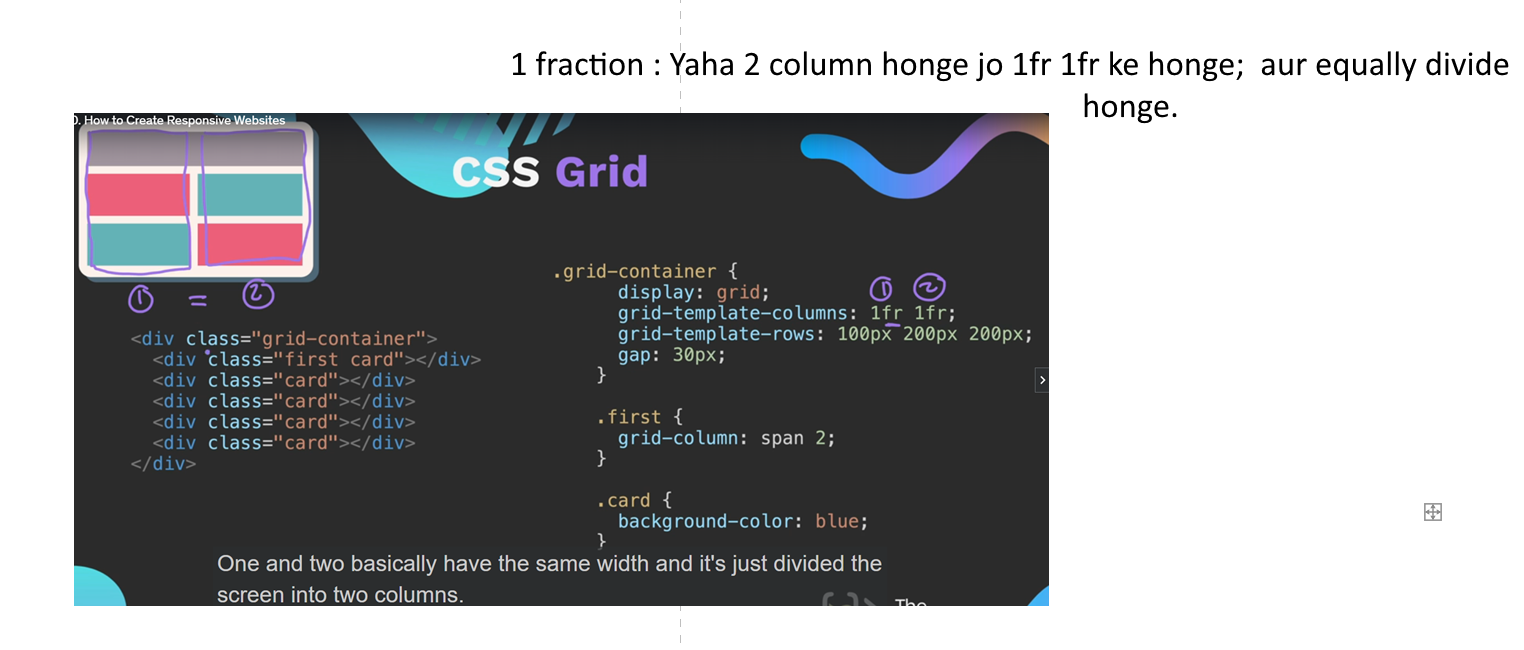 1 fraction : Yaha 2 column honge jo 1fr 1fr ke honge;  aur equally divide
honge.
0. How to Create Responsive Websites
CSS Grid
1 = 2
<div class="grid-container">
<div class="first card"></div>
<div class="card"></div>
<div class="card"></div>
<div class="card"></div>
<div class="card"></div>
</div>
.grid-container {
display: grid;
1 2
grid-template-columns: 1fr 1fr;
grid-template-rows: 100px 200px 200px;
gap: 30px;
}
.first {
grid-column: span 2;
}
.card {
background-color: blue;
}
One and two basically have the same width and it's just divided the
screen into two columns.
The